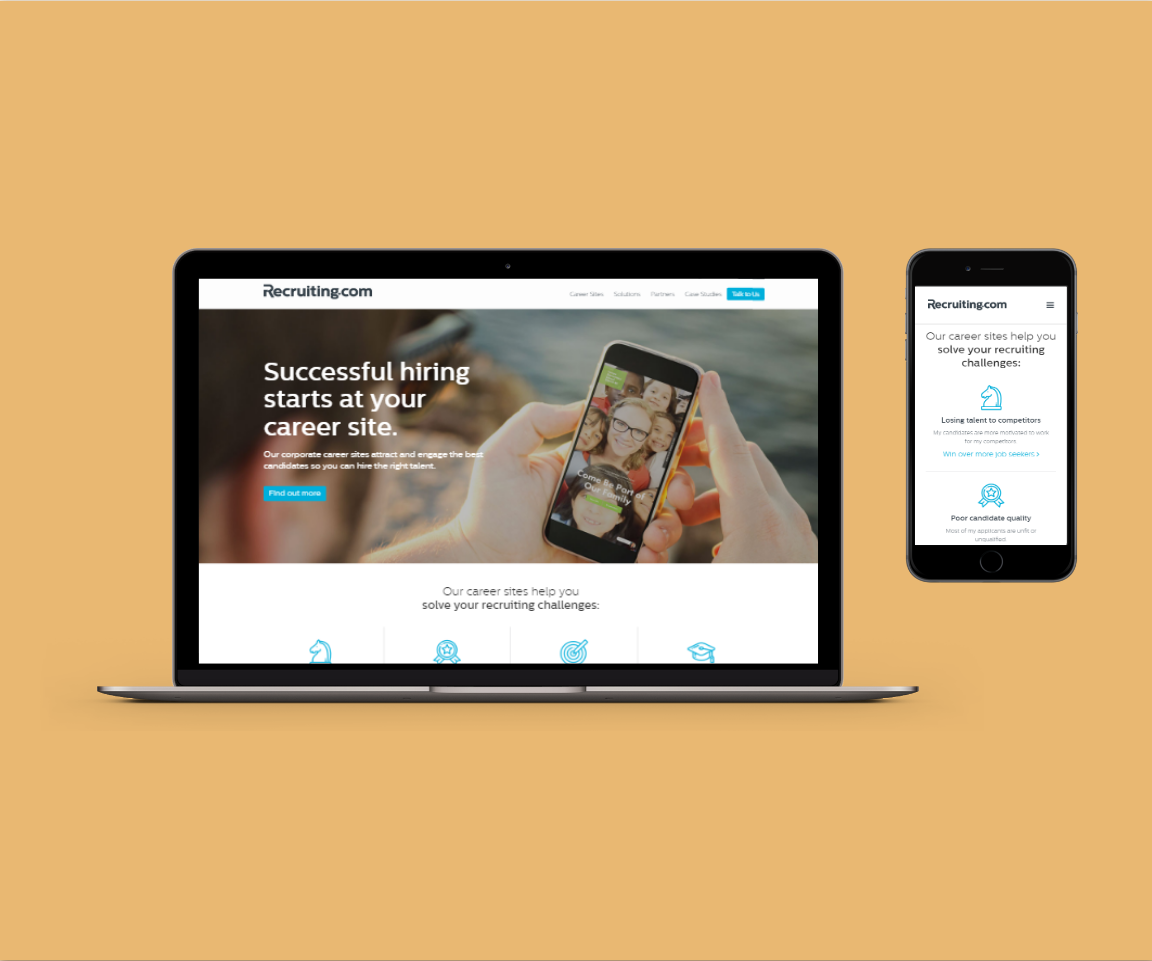 Recruiting.com
Career Sites Solutions Partners Case Studies Talk to Us
Successful hiring
starts at your
career site.
Our corporate career sites attract and engage the best
candidates so you can hire the right talent.
Find out more
Come Be Part of
Our Family
Our career sites help you
solve your recruiting challenges:
Recruiting.com
Our career sites help you
solve your recruiting
challenges:
Losing talent to competitors
My candidates are more motivated to work
for my competitors
Win over more job seekers >
Poor candidate quality
Most of my applicants are unfit or
unqualified